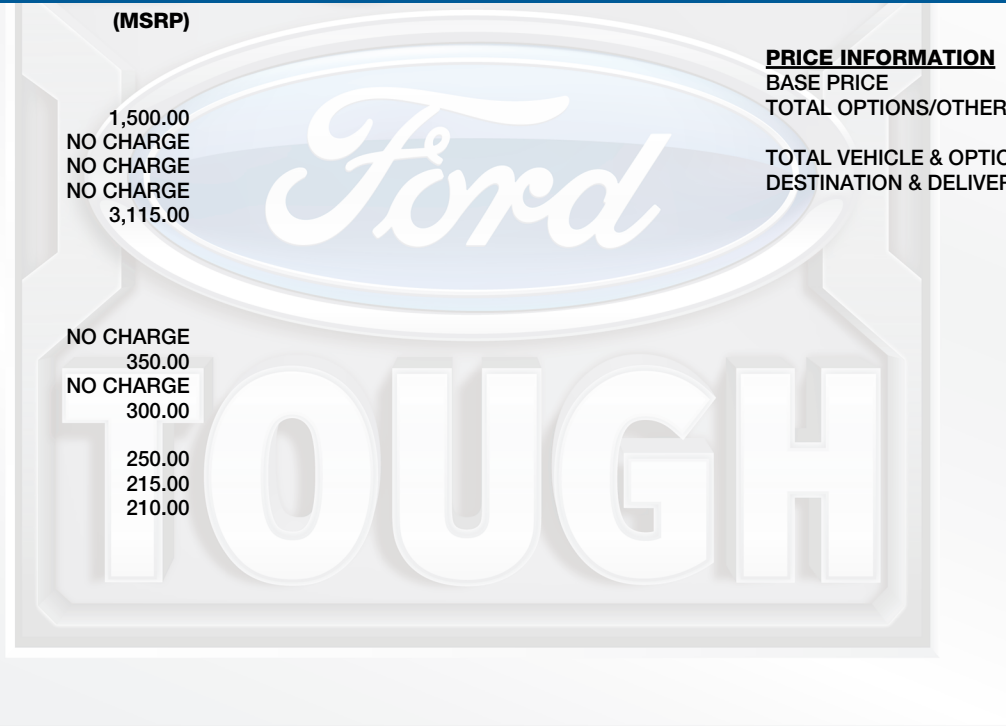 (MSRP)
1,500.00
NO CHARGE
NO CHARGE
NO CHARGE
3,115.00
NO CHARGE
350.00
NO CHARGE
300.00
250.00
215.00
210.00
PRICE INFORMATION
BASE PRICE
TOTAL OPTIONS/OTHER
TOTAL VEHICLE & OPTIO
DESTINATION & DELIVER
Ford
TOUGH